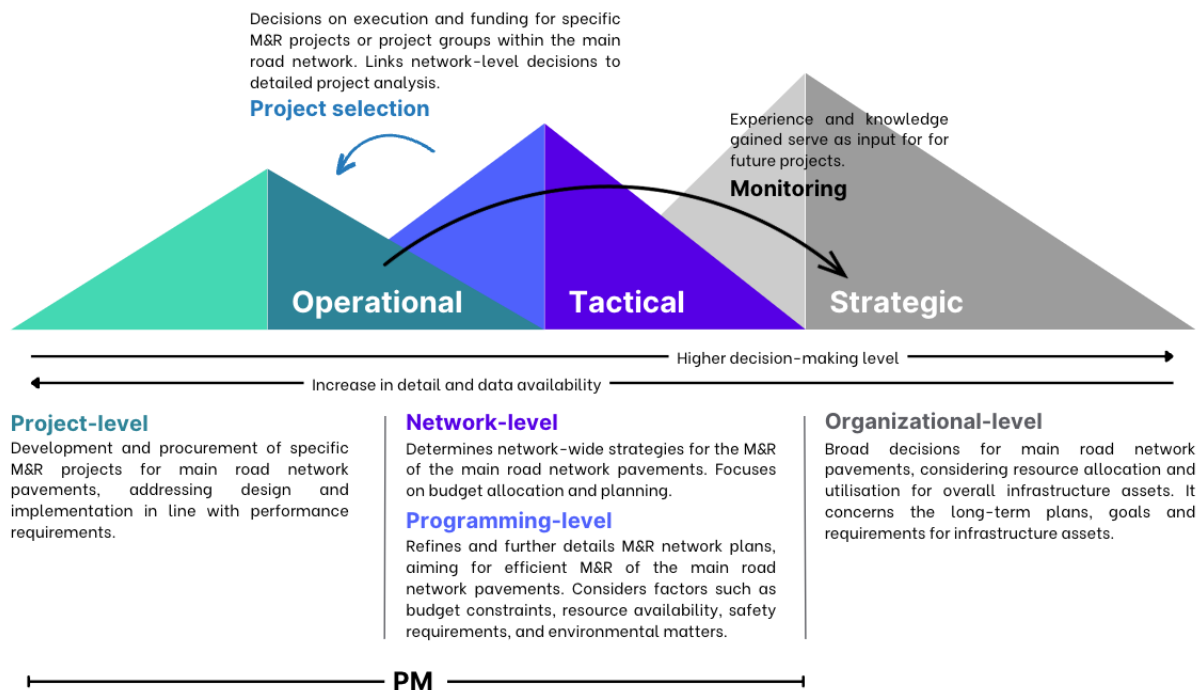 Decisions on execution and funding for specific
M&R projects or project groups within the main
road network. Links network-level decisions to
detailed project analysis.
Project selection
Experience and knowledge
gained serve as input for for
future projects.
Monitoring
Operational
Tactical
Strategic
Higher decision-making level
Increase in detail and data availability
Project-level
Development and procurement of specific
M&R projects for main road network
pavements, addressing design and
implementation in line with performance
requirements.
Network-level
Determines network-wide strategies for the M&R
of the main road network pavements. Focuses
on budget allocation and planning.
Programming-level
Refines and further details M&R network plans,
aiming for efficient M&R of the main road
network pavements. Considers factors such as
budget constraints, resource availability, safety
requirements, and environmental matters.
Organizational-level
Broad decisions for main road network
pavements, considering resource allocation and
utilisation for overall infrastructure assets. It
concerns the long-term plans, goals and
requirements for infrastructure assets.
PM